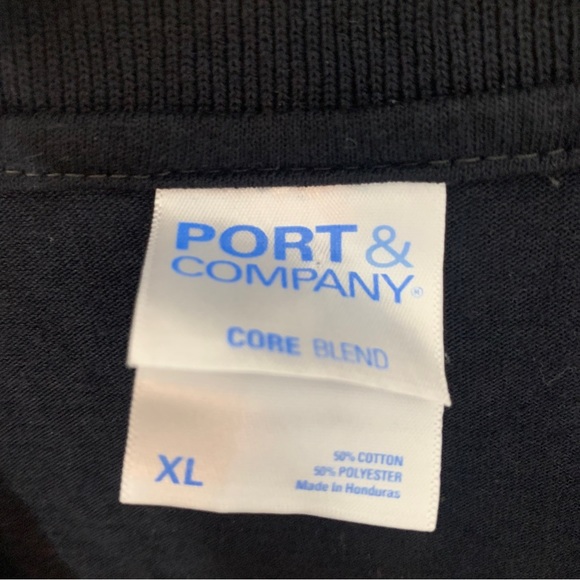 PORT &
COMPANY®
CORE BLEND
XL
50% COTTON
50% POLYESTER
Made in Honduras